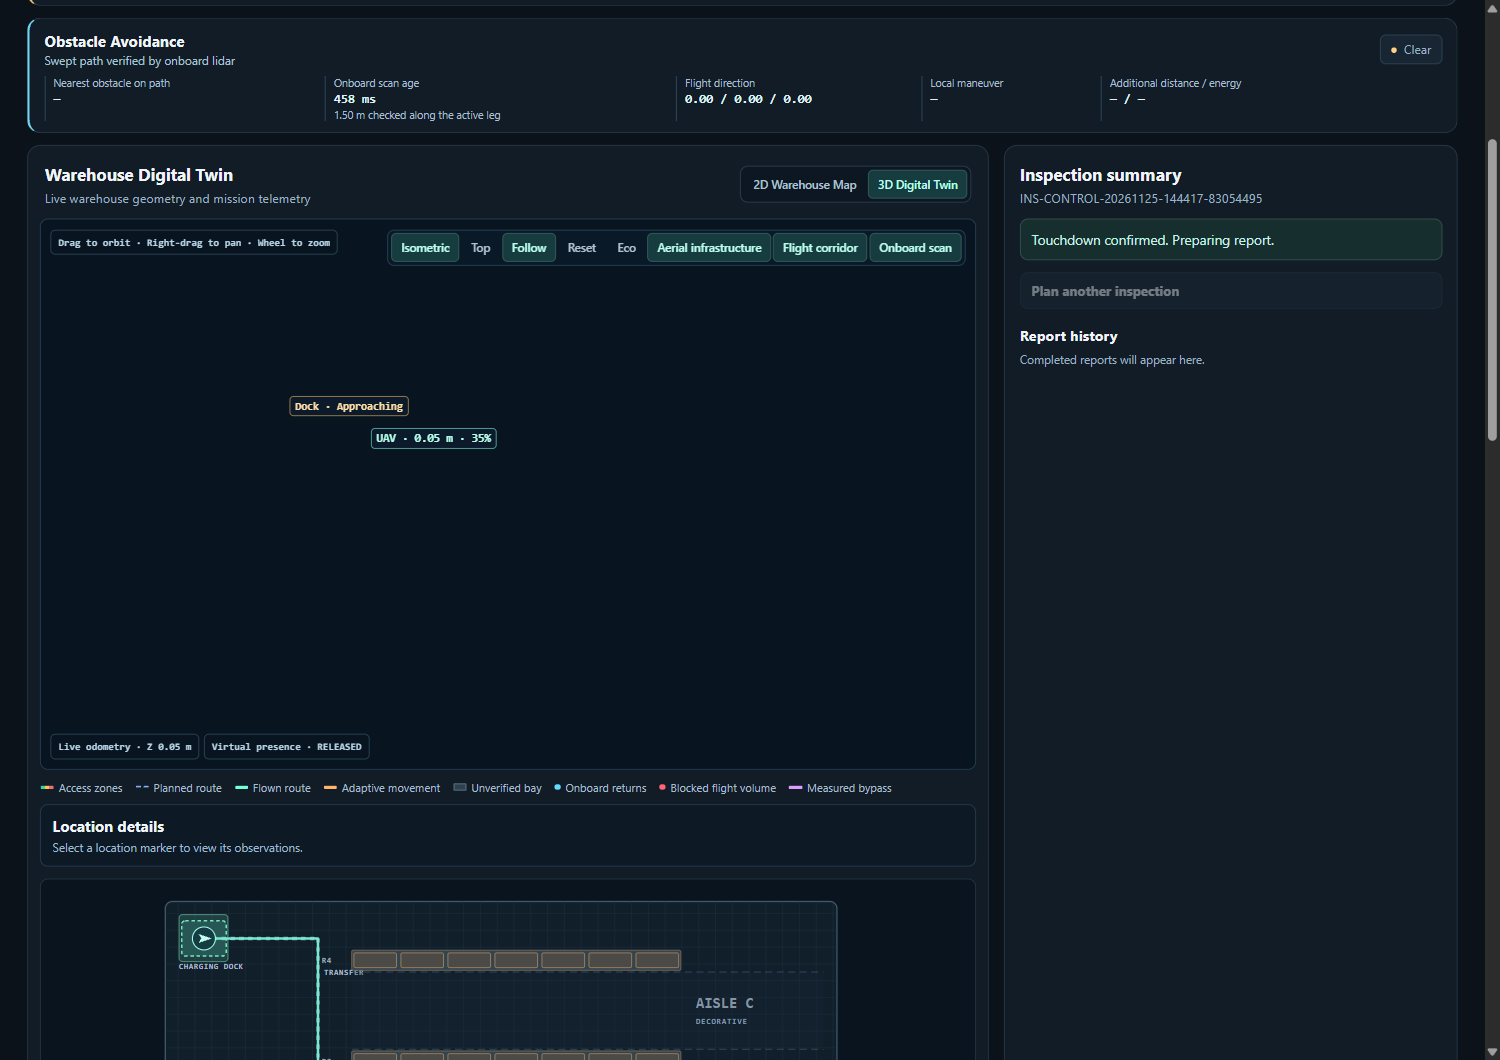 Obstacle Avoidance
Swept path verified by onboard lidar
Clear
Nearest obstacle on path
—
Onboard scan age
458 ms
1.50 m checked along the active leg
Flight direction
0.00 / 0.00 / 0.00
Local maneuver
—
Additional distance / energy
— / —
Warehouse Digital Twin
Live warehouse geometry and mission telemetry
2D Warehouse Map
3D Digital Twin
Drag to orbit · Right-drag to pan · Wheel to zoom
Isometric
Top
Follow
Reset
Eco
Aerial infrastructure
Flight corridor
Onboard scan
Dock · Approaching
UAV · 0.05 m · 35%
Live odometry · Z 0.05 m
Virtual presence · RELEASED
Access zones
Planned route
Flown route
Adaptive movement
Unverified bay
Onboard returns
Blocked flight volume
Measured bypass
Location details
Select a location marker to view its observations.
CHARGING DOCK
R4
TRANSFER
AISLE C
DECORATIVE
Inspection summary
INS-CONTROL-20261125-144417-83054495
Touchdown confirmed. Preparing report.
Plan another inspection
Report history
Completed reports will appear here.